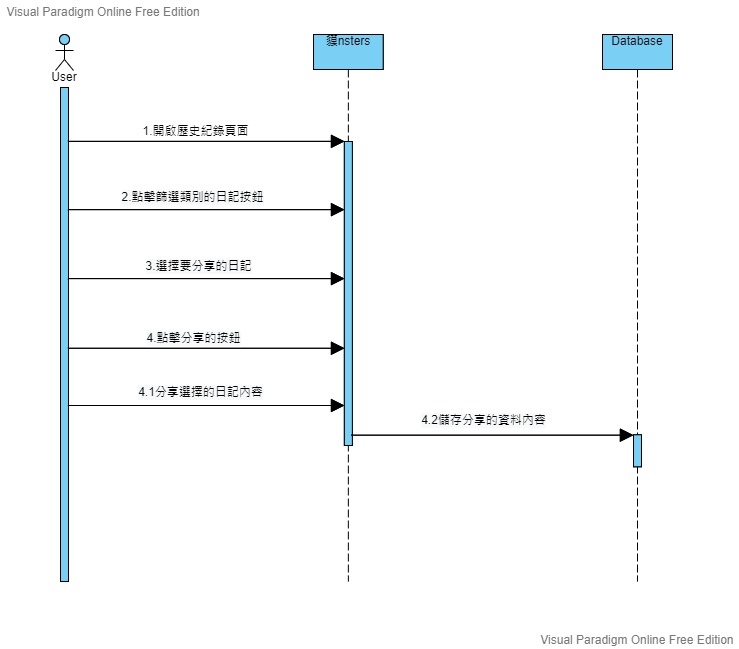 Visual Paradigm Online Free Edition
貘nsters
Database
User
1.開啟歷史紀錄頁面
2.點擊篩選類別的日記按鈕
3.選擇要分享的日記
4.點擊分享的按鈕
4.1分享選擇的日記內容
4.2儲存分享的資料內容
Visual Paradigm Online Free Edition